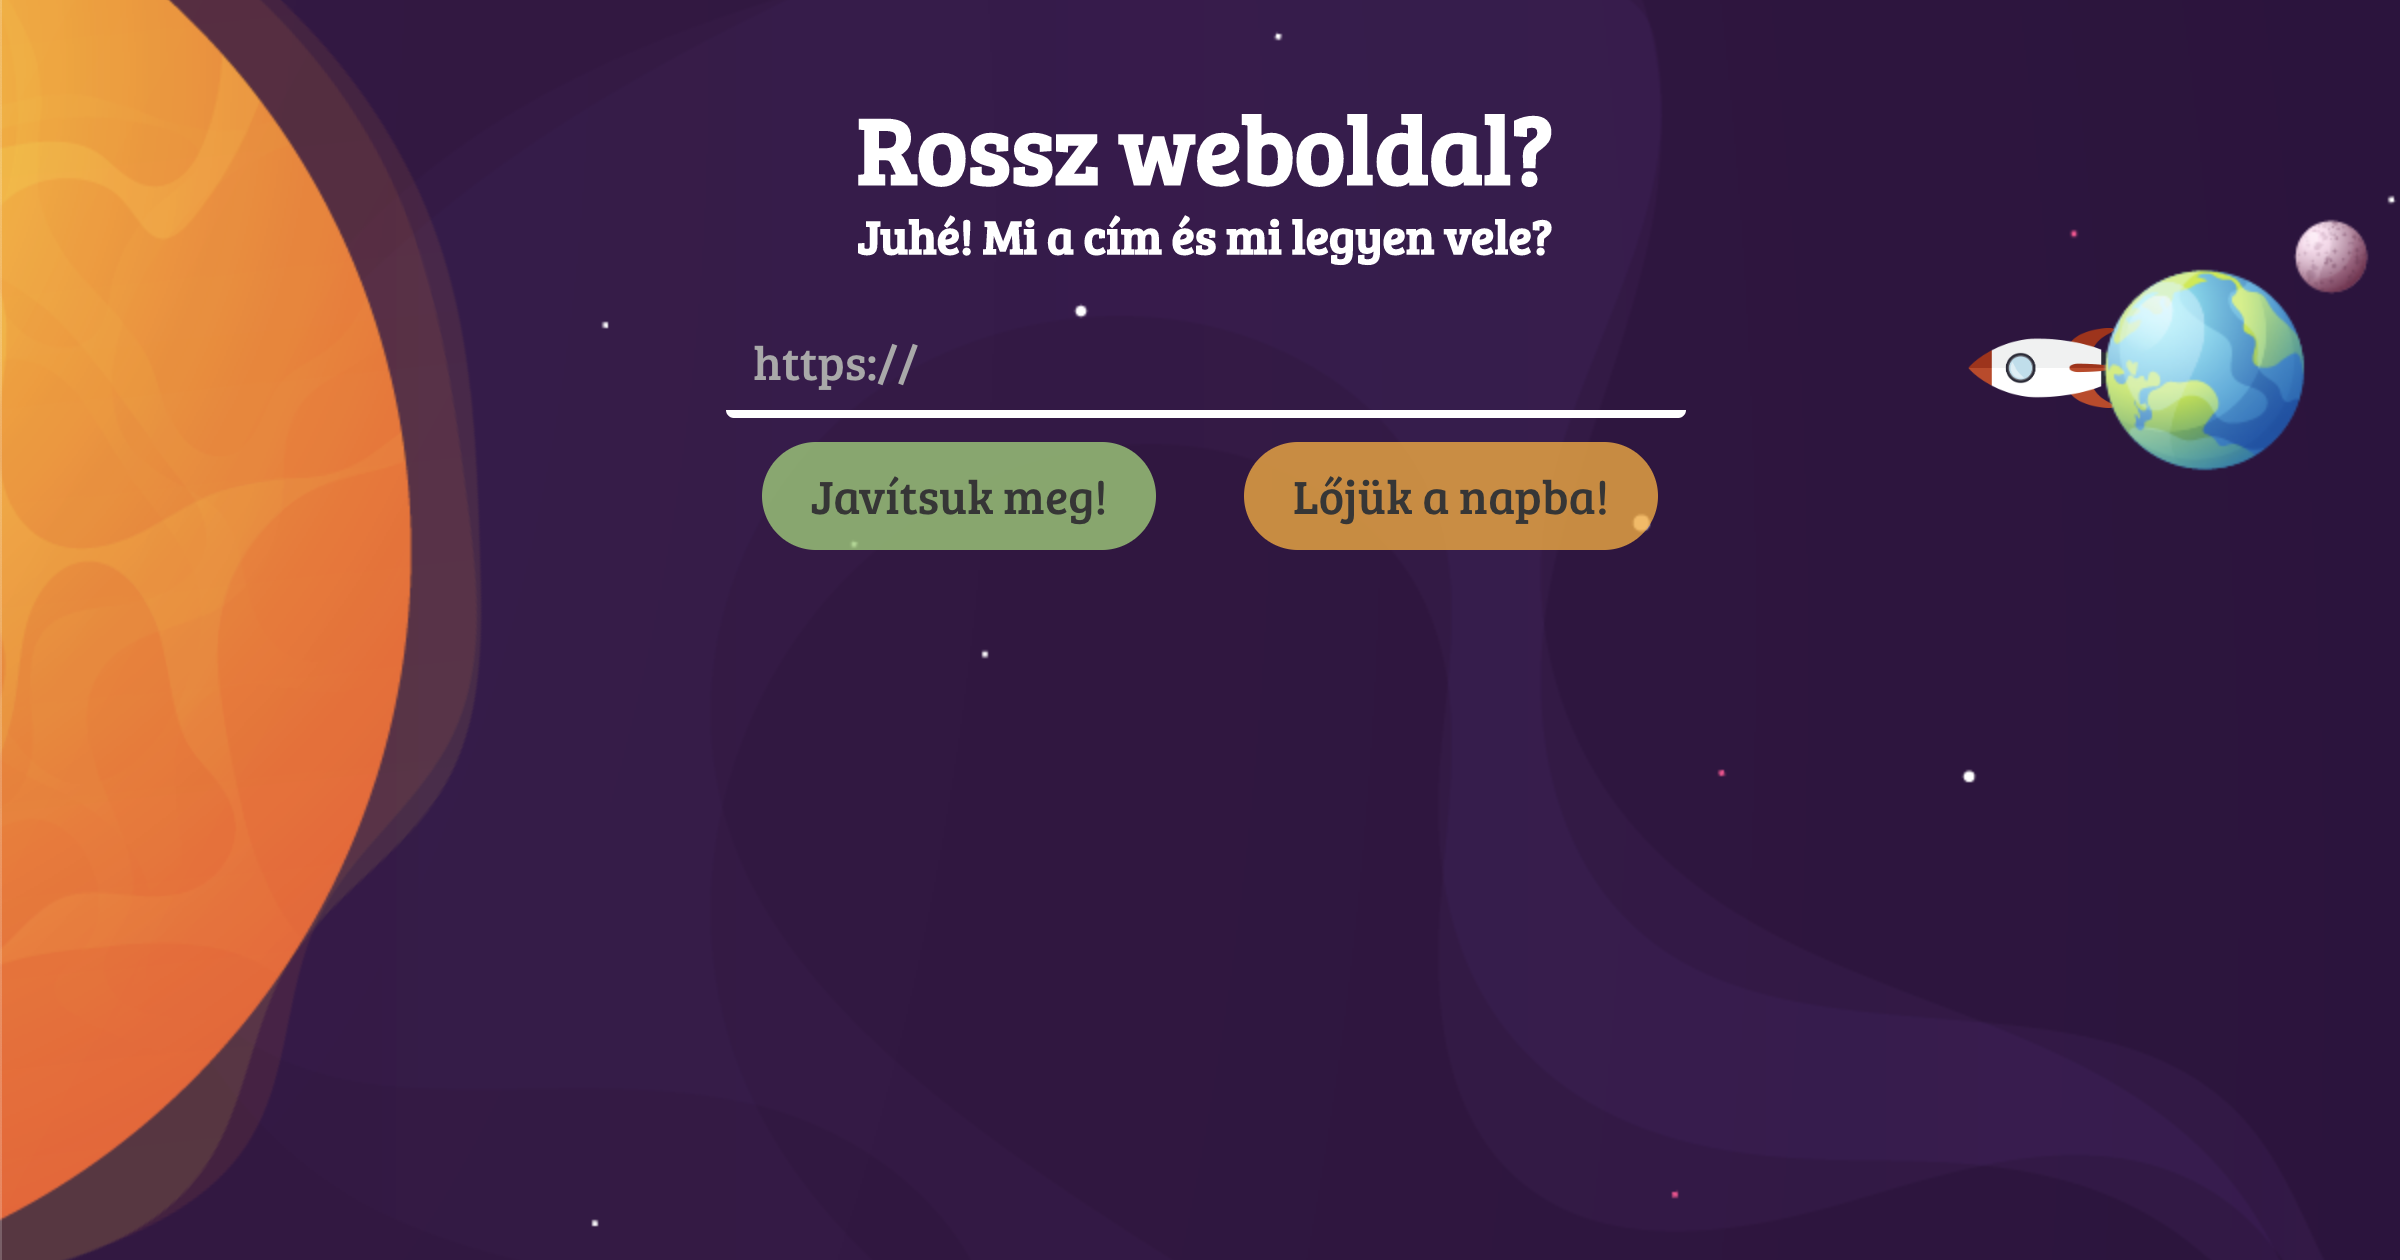 Rossz weboldal?
Juhé! Mi a cím és mi legyen vele?
https://
Javítsuk meg!
Lőjük a napba!